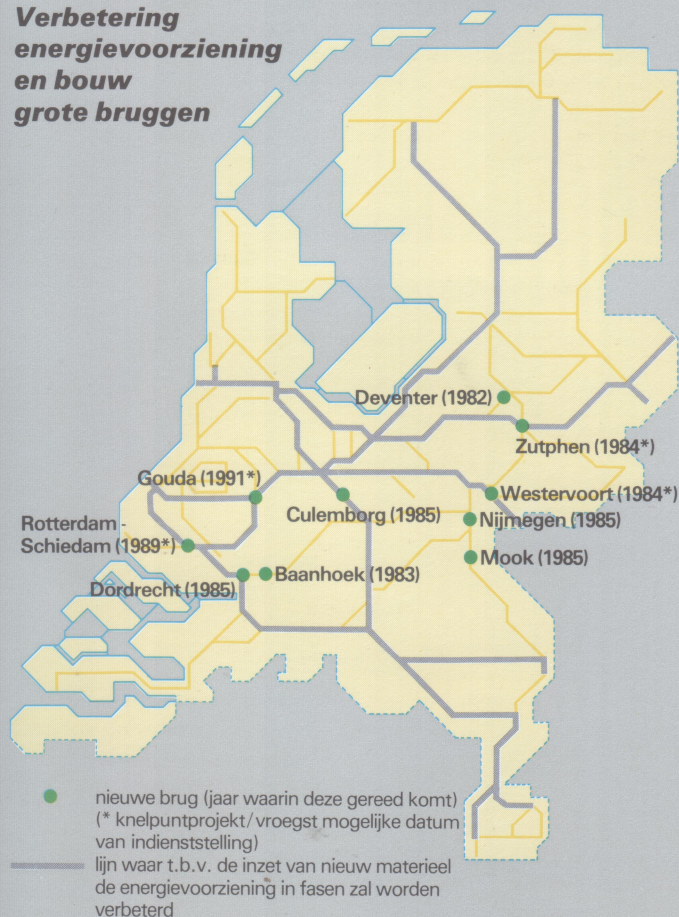 Verbetering
energievoorziening
en bouw
grote bruggen
Deventer (1982)
Zutphen (1984*)
Gouda (1991*)
Westervoort (1984*)
Culemborg (1985)
Nijmegen (1985)
Rotterdam -
Schiedam (1989*)
Mook (1985)
Baanhoek (1983)
Dordrecht (1985)
nieuwe brug (jaar waarin deze gereed komt)
(* knelpuntprojekt/vroegst mogelijke datum
van indienststelling)
lijn waar t.b.v. de inzet van nieuw materieel
de energievoorziening in fasen zal worden
verbeterd